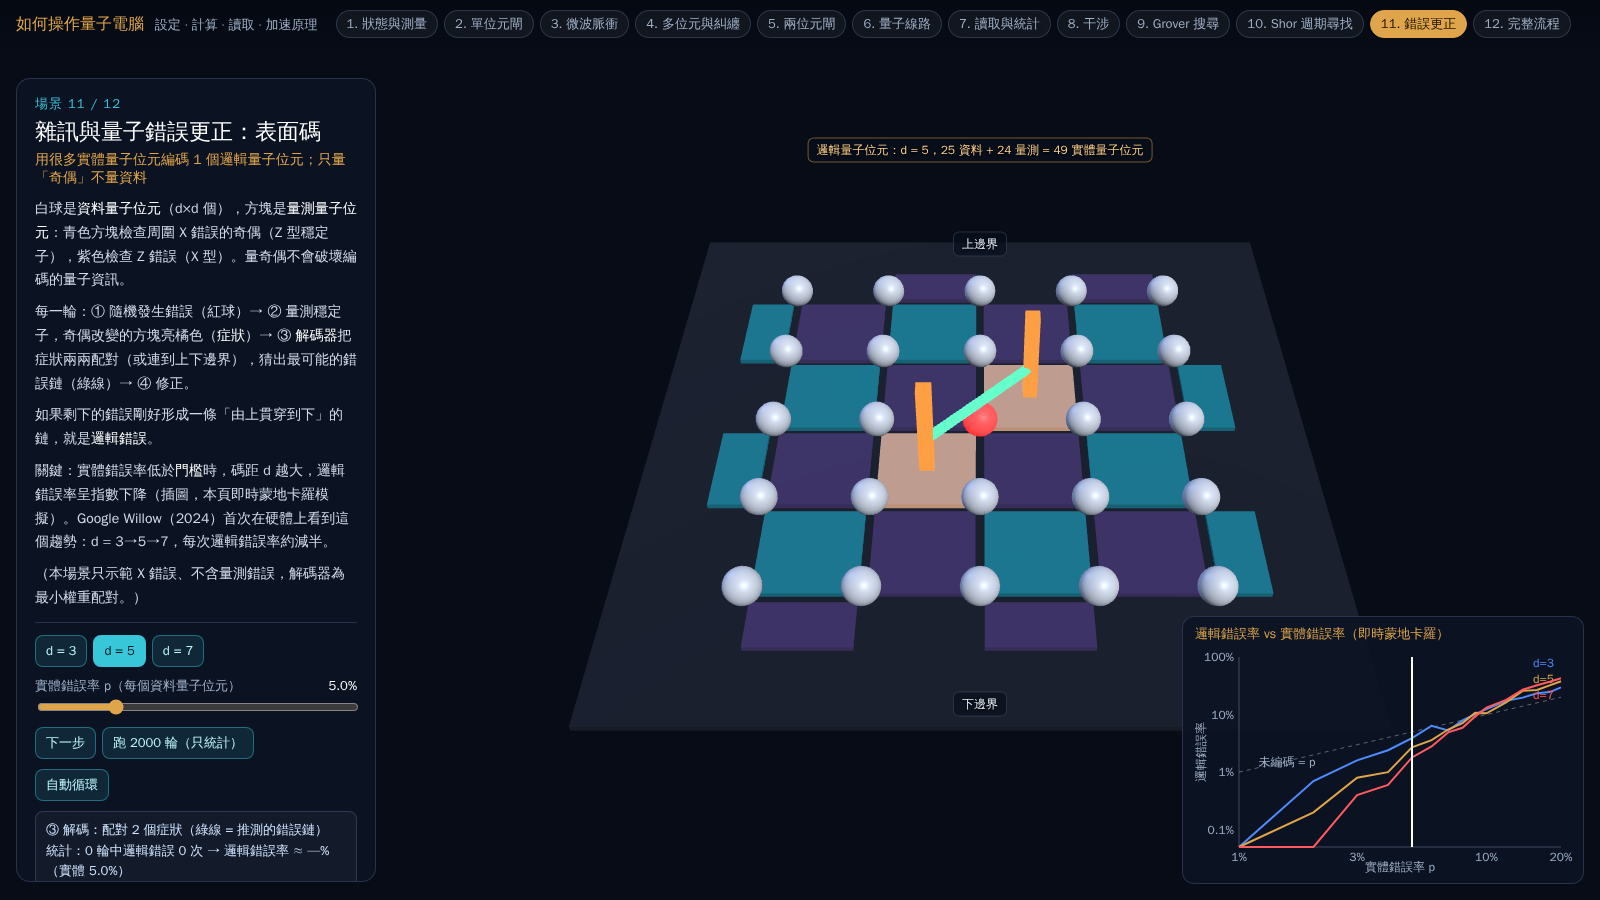 如何操作量子電腦 設定 · 計算 · 讀取 · 加速原理
1. 狀態與測量
2. 單位元閘
3. 微波脈衝
4. 多位元與糾纏
5. 兩位元閘
6. 量子線路
7. 讀取與統計
8. 干涉
9. Grover 搜尋
10. Shor 週期尋找
11. 錯誤更正
12. 完整流程
場景 11 / 12
雜訊與量子錯誤更正：表面碼
用很多實體量子位元編碼 1 個邏輯量子位元；只量
「奇偶」不量資料
白球是資料量子位元（d×d 個），方塊是量測量子位
元：青色方塊檢查周圍 X 錯誤的奇偶（Z 型穩定
子），紫色檢查 Z 錯誤（X 型）。量奇偶不會破壞編
碼的量子資訊。
每一輪：① 隨機發生錯誤（紅球）→ ② 量測穩定
子，奇偶改變的方塊亮橘色（症狀）→ ③ 解碼器把
症狀兩兩配對（或連到上下邊界），猜出最可能的錯
誤鏈（綠線）→ ④ 修正。
如果剩下的錯誤剛好形成一條「由上貫穿到下」的
鏈，就是邏輯錯誤。
關鍵：實體錯誤率低於門檻時，碼距 d 越大，邏輯
錯誤率呈指數下降（插圖，本頁即時蒙地卡羅模
擬）。Google Willow（2024）首次在硬體上看到這
個趨勢：d = 3→5→7，每次邏輯錯誤率約減半。
（本場景只示範 X 錯誤、不含量測錯誤，解碼器為
最小權重配對。）
d = 3
d = 5
d = 7
實體錯誤率 p（每個資料量子位元） 5.0%
下一步
跑 2000 輪（只統計）
自動循環
③ 解碼：配對 2 個症狀（綠線 = 推測的錯誤鏈）
統計：0 輪中邏輯錯誤 0 次 → 邏輯錯誤率 ≈ —%
（實體 5.0%）
邏輯量子位元：d = 5，25 資料 + 24 量測 = 49 實體量子位元
上邊界
下邊界
邏輯錯誤率 vs 實體錯誤率（即時蒙地卡羅）
100%
10%
1%
0.1%
邏輯錯誤率
未編碼 = p
d=3
d=5
d=7
1%
3%
10%
20%
實體錯誤率 p